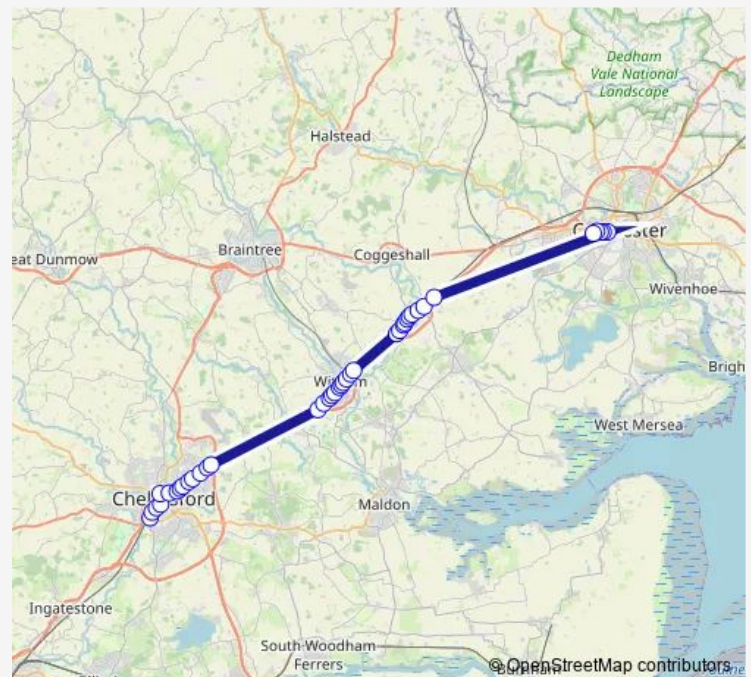 Dedham
Vale National
Landscape
Halstead
Braintree
Coggeshall
eat Dunmow
Wivenhoe
Brigh
West Mersea
Maldon
Ingatestone
South Woodham
Ferrers
© OpenStreetMap contributors